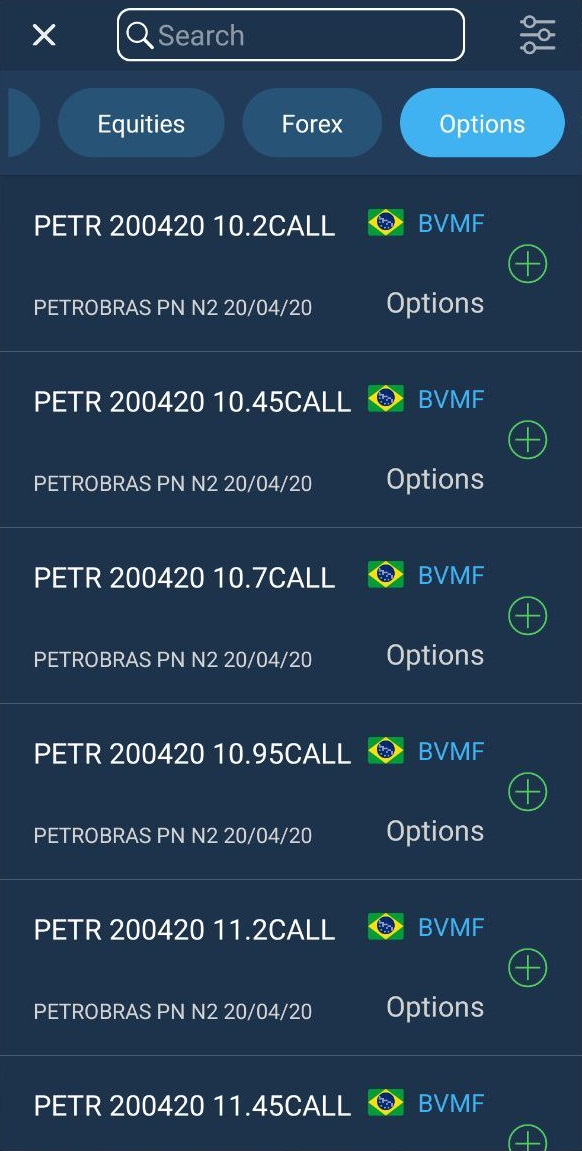 Search
Equities Forex Options
PETR 200420 10.2CALL BVMF
PETROBRAS PN N2 20/04/20 Options
PETR 200420 10.45CALL BVMF
PETROBRAS PN N2 20/04/20 Options
PETR 200420 10.7CALL BVMF
PETROBRAS PN N2 20/04/20 Options
PETR 200420 10.95CALL BVMF
PETROBRAS PN N2 20/04/20 Options
PETR 200420 11.2CALL BVMF
PETROBRAS PN N2 20/04/20 Options
PETR 200420 11.45CALL BVMF